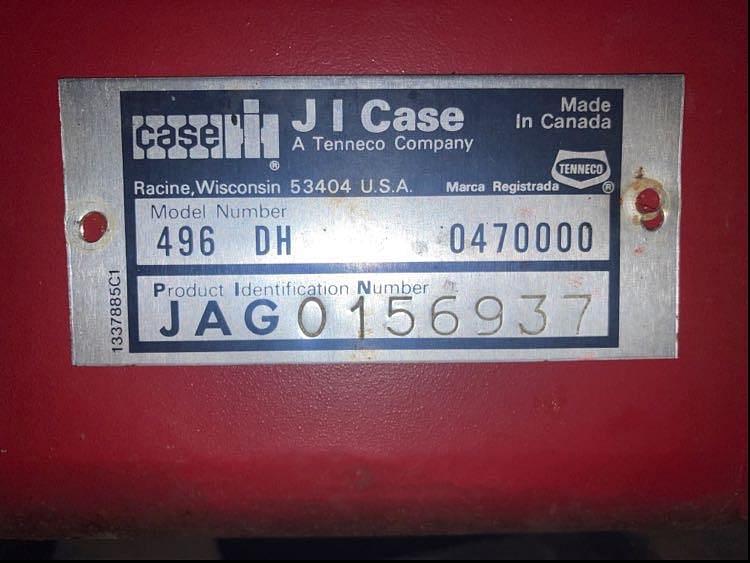 case IH ®
J I Case
A Tenneco Company
Made
In Canada
TENNECO ®
Racine, Wisconsin 53404 U.S.A.
Marca Registrada
Model Number
496 DH 0470000
Product Identification Number
JAG0156937
1337885C1